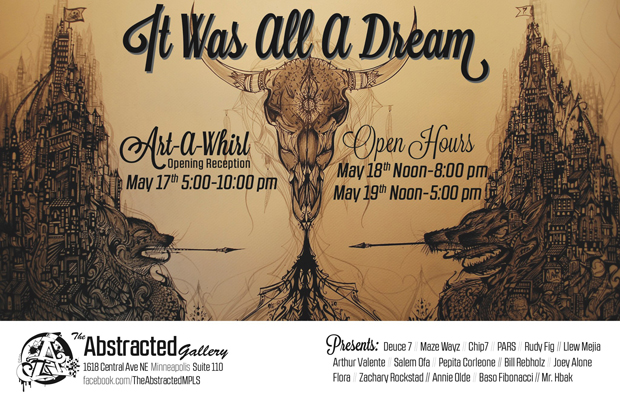 It Was All A Dream
Art-A-Whirl
Opening Reception
May 17th 5:00-10:00 pm
Open Hours
May 18th Noon-8:00 pm
May 19th Noon-5:00 pm
The Abstracted Gallery
1618 Central Ave NE Minneapolis Suite 110
facebook.com/TheAbstractedMPLS
Presents: Deuce 7 // Maze Wayz // Chip7 // PARS // Rudy Fig // Llew Mejia
Arthur Valente // Salem Ofa // Pepita Corleone // Bill Rebholz // Joey Alone
Flora // Zachary Rockstad // Annie Olde // Baso Fibonacci // Mr. Hbak